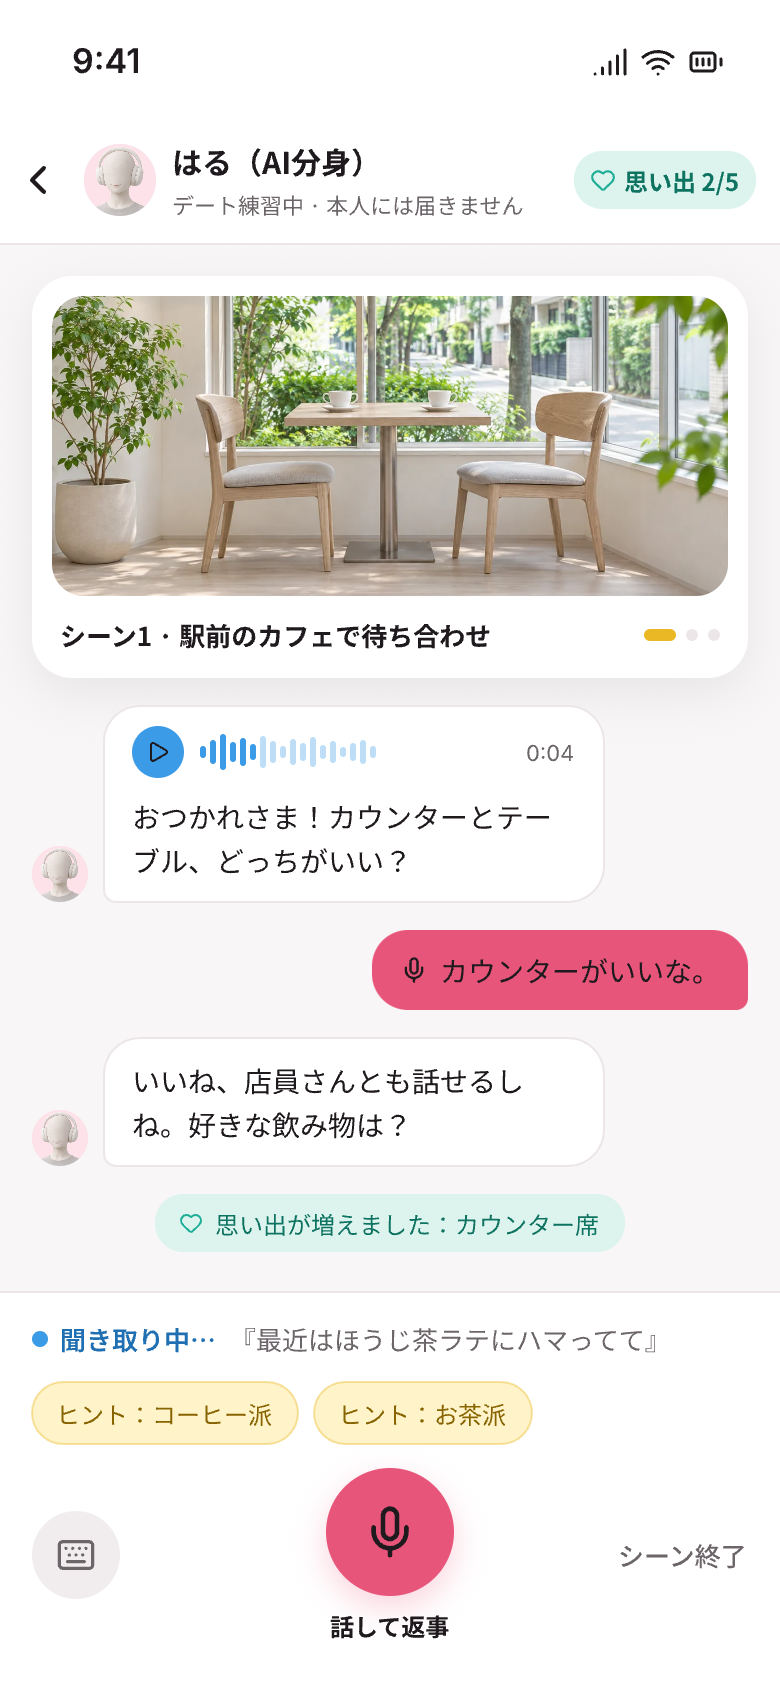 9:41
はる（AI分身）
デート練習中・本人には届きません
思い出 2/5
シーン1・駅前のカフェで待ち合わせ
0:04
おつかれさま！カウンターとテー
ブル、どっちがいい？
カウンターがいいな。
いいね、店員さんとも話せるし
ね。好きな飲み物は？
思い出が増えました：カウンター席
聞き取り中… 『最近はほうじ茶ラテにハマってて』
ヒント：コーヒー派
ヒント：お茶派
シーン終了
話して返事